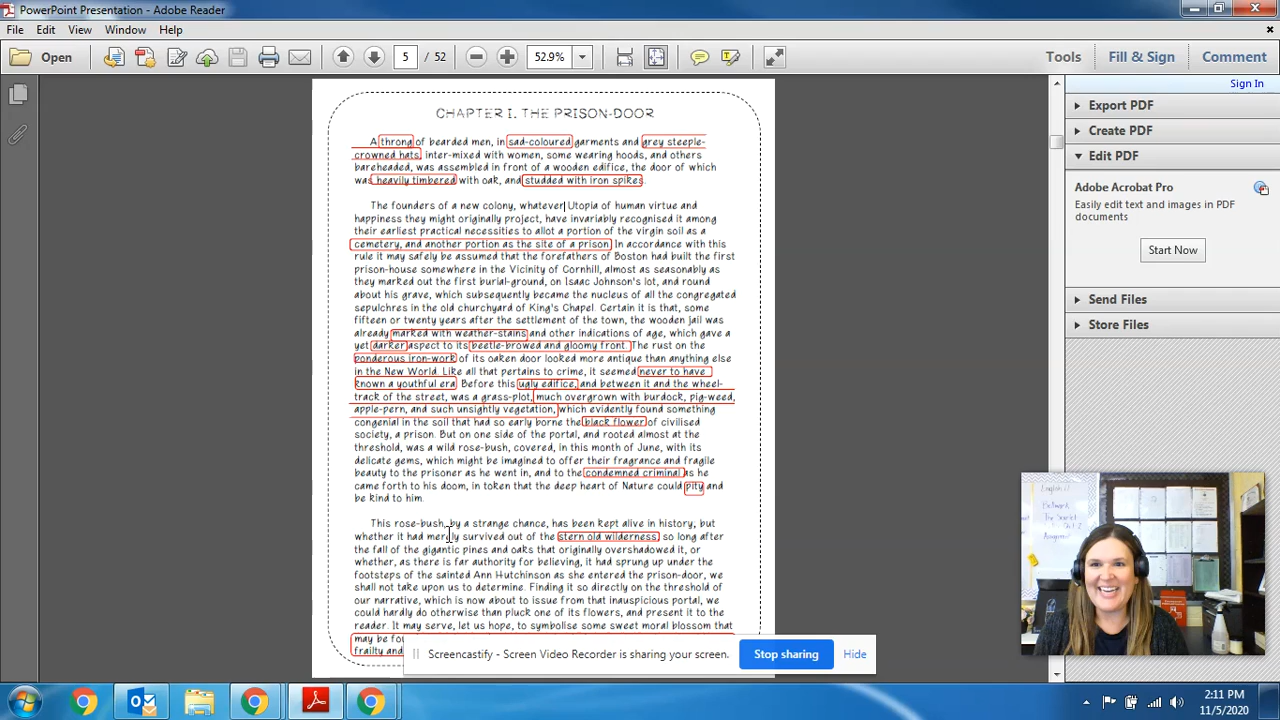 PowerPoint Presentation - Adobe Reader
File Edit View Window Help
Open 5 / 52 52.9% Tools Fill & Sign Comment
Sign In
Export PDF
Create PDF
Edit PDF
Adobe Acrobat Pro
Easily edit text and images in PDF
documents
Start Now
Send Files
Store Files
CHAPTER I. THE PRISON-DOOR
A throng of bearded men, in sad-coloured garments and grey steeple-
crowned hats, inter-mixed with women, some wearing hoods, and others
bareheaded, was assembled in front of a wooden edifice, the door of which
was heavily timbered with oak, and studded with iron spikes.
The founders of a new colony, whatever Utopia of human virtue and
happiness they might originally project, have invariably recognised it among
their earliest practical necessities to allot a portion of the virgin soil as a
cemetery, and another portion as the site of a prison. In accordance with this
rule it may safely be assumed that the forefathers of Boston had built the first
prison-house somewhere in the Vicinity of Cornhill, almost as seasonably as
they marked out the first burial-ground, on Isaac Johnson's lot, and round
about his grave, which subsequently became the nucleus of all the congregated
sepulchres in the old churchyard of King's Chapel. Certain it is that, some
fifteen or twenty years after the settlement of the town, the wooden jail was
already marked with weather-stains and other indications of age, which gave a
yet darker aspect to its beetle-browed and gloomy front. The rust on the
ponderous iron-work of its oaken door looked more antique than anything else
in the New World. Like all that pertains to crime, it seemed never to have
known a youthful era. Before this ugly edifice, and between it and the wheel-
track of the street, was a grass-plot, much overgrown with burdock, pig-weed,
apple-pern, and such unsightly vegetation, which evidently found something
congenial in the soil that had so early borne the black flower of civilised
society, a prison. But on one side of the portal, and rooted almost at the
threshold, was a wild rose-bush, covered, in this month of June, with its
delicate gems, which might be imagined to offer their fragrance and fragile
beauty to the prisoner as he went in, and to the condemned criminal as he
came forth to his doom, in token that the deep heart of Nature could pity and
be kind to him.
This rose-bush, by a strange chance, has been kept alive in history; but
whether it had merely survived out of the stern old wilderness, so long after
the fall of the gigantic pines and oaks that originally overshadowed it, or
whether, as there is far authority for believing, it had sprung up under the
footsteps of the sainted Ann Hutchinson as she entered the prison-door, we
shall not take upon us to determine. Finding it so directly on the threshold of
our narrative, which is now about to issue from that inauspicious portal, we
could hardly do otherwise than pluck one of its flowers, and present it to the
reader. It may serve, let us hope, to symbolise some sweet moral blossom that
may be fou
frailty and
Screencastify - Screen Video Recorder is sharing your screen. Stop sharing Hide
English 11
2:11 PM
11/5/2020